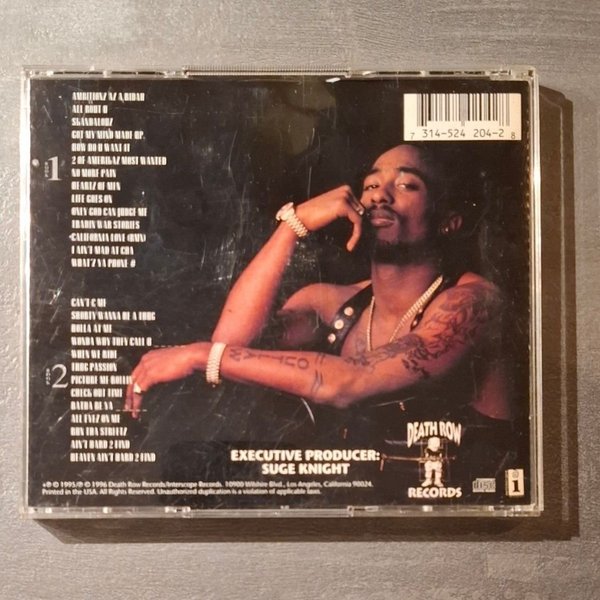 AMBITIONZ AZ A RIDAH
ALL BOUT U
SKANDALOUZ
GOT MY MIND MADE UP
HOW DO U WANT IT
2 OF AMERIKAZ MOST WANTED
NO MORE PAIN
HEARTZ OF MEN
LIFE GOES ON
ONLY GOD CAN JUDGE ME
TRADIN WAR STORIES
CALIFORNIA LOVE (RMX)
I AIN'T MAD AT CHA
WHAT'Z YA PHONE #
BOOK 1
CAN'T C ME
SHORTY WANNA BE A THUG
HOLLA AT ME
WONDA WHY THEY CALL U
WHEN WE RIDE
THUG PASSION
PICTURE ME ROLLIN
CHECK OUT TIME
RATHA BE YA
ALL EYEZ ON ME
RUN THA STREETZ
AIN'T HARD 2 FIND
HEAVEN AIN'T HARD 2 FIND
BOOK 2
7 314-524 204-2 8
OUTLAW
EXECUTIVE PRODUCER:
SUGE KNIGHT
DEATH ROW
RECORDS
℗ © 1995/℗ © 1996 Death Row Records/Interscope Records. 10900 Wilshire Blvd., Los Angeles, California 90024.
Printed in the USA. All Rights Reserved. Unauthorized duplication is a violation of applicable laws.
i